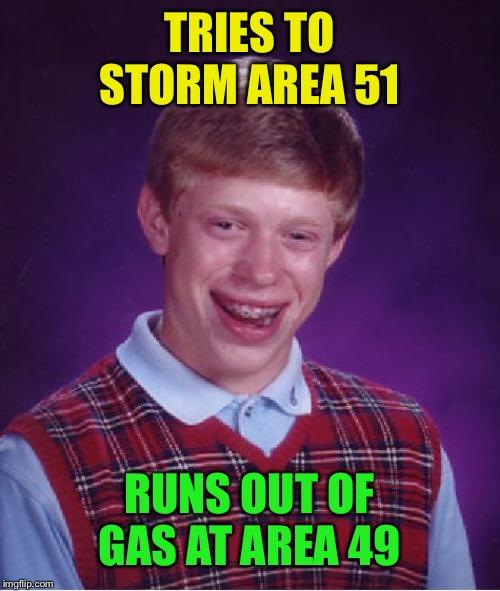 TRIES TO
STORM AREA 51
RUNS OUT OF
GAS AT AREA 49
imgflip.com